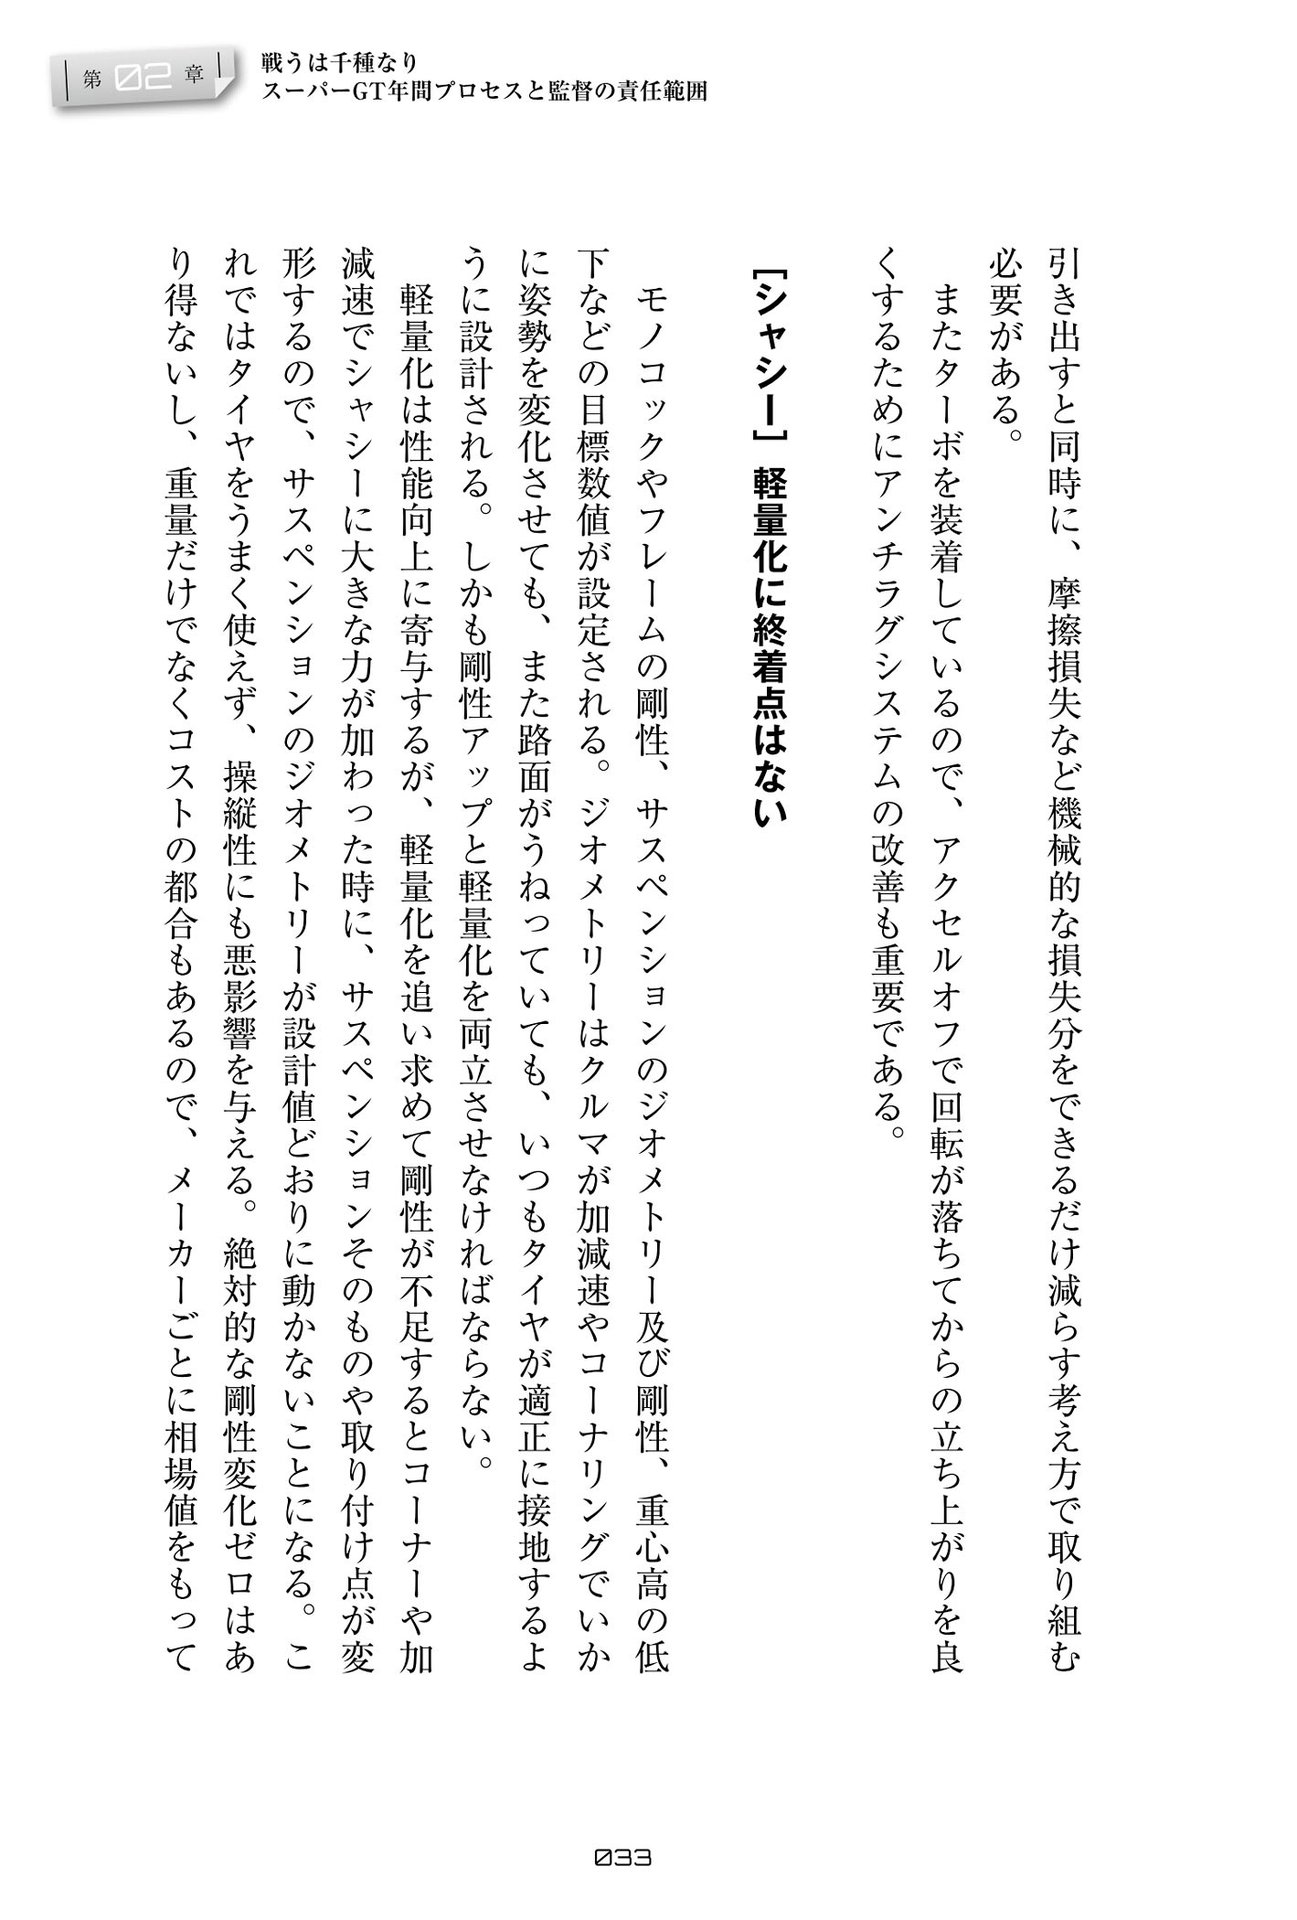 第02章
戦うは千種なり
スーパーGT年間プロセスと監督の責任範囲
引き出すと同時に、摩擦損失など機械的な損失分をできるだけ減らす考え方で取り組む
必要がある。
またターボを装着しているので、アクセルオフで回転が落ちてからの立ち上がりを良
くするためにアンチラグシステムの改善も重要である。
［シャシー］軽量化に終着点はない
モノコックやフレームの剛性、サスペンションのジオメトリー及び剛性、重心高の低
下などの目標数値が設定される。ジオメトリーはクルマが加減速やコーナリングでいか
に姿勢を変化させても、また路面がうねっていても、いつもタイヤが適正に接地するよ
うに設計される。しかも剛性アップと軽量化を両立させなければならない。
軽量化は性能向上に寄与するが、軽量化を追い求めて剛性が不足するとコーナーや加
減速でシャシーに大きな力が加わった時に、サスペンションそのものや取り付け点が変
形するので、サスペンションのジオメトリーが設計値どおりに動かないことになる。こ
れではタイヤをうまく使えず、操縦性にも悪影響を与える。絶対的な剛性変化ゼロはあ
り得ないし、重量だけでなくコストの都合もあるので、メーカーごとに相場値をもって
033